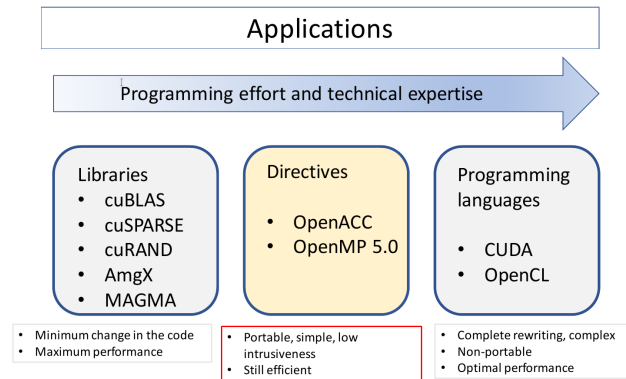 Applications
Programming effort and technical expertise
Libraries
• cuBLAS
• cuSPARSE
• cuRAND
• AmgX
• MAGMA
Directives
• OpenACC
• OpenMP 5.0
Programming
languages
• CUDA
• OpenCL
• Minimum change in the code
• Maximum performance
• Portable, simple, low
intrusiveness
• Still efficient
• Complete rewriting, complex
• Non-portable
• Optimal performance